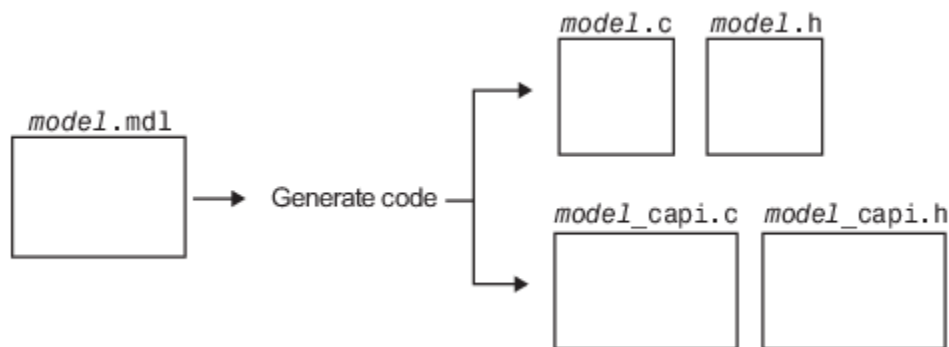 model.c
model.h
model.mdl
Generate code
model_capi.c
model_capi.h